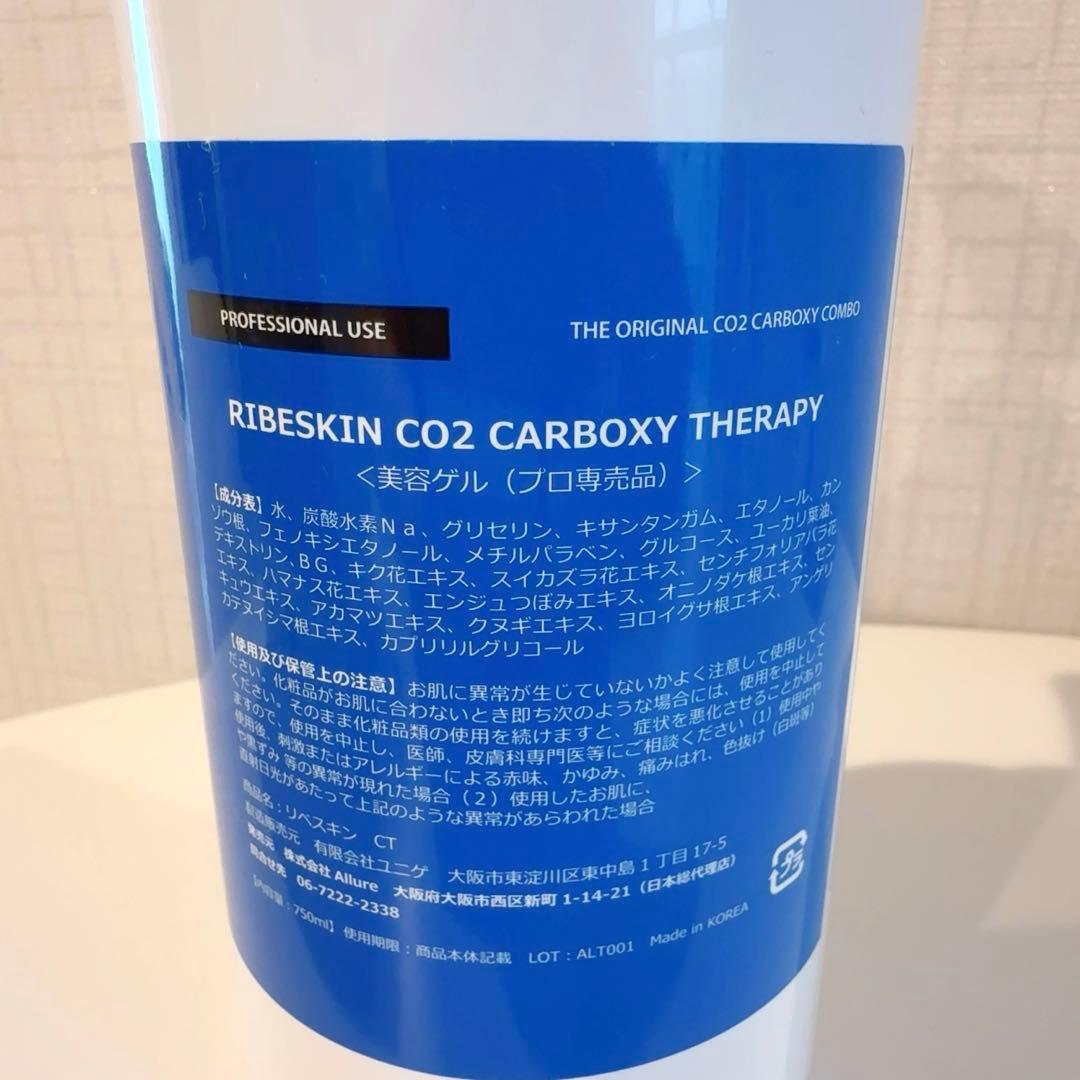 PROFESSIONAL USE
THE ORIGINAL CO2 CARBOXY COMBO
RIBESKIN CO2 CARBOXY THERAPY
＜美容ゲル（プロ専売品）＞
【成分表】水、炭酸水素Ｎａ、グリセリン、キサンタンガム、エタノール、カン
ゾウ根、フェノキシエタノール、メチルパラベン、グルコース、ユーカリ葉油、
デキストリン、ＢＧ、キク花エキス、スイカズラ花エキス、センチフォリアバラ花
エキス、ハマナス花エキス、エンジュつぼみエキス、オニノダケ根エキス、セン
キュウエキス、アカマツエキス、クヌギエキス、ヨロイグサ根エキス、アンゲリ
カテヌイシマ根エキス、カプリリルグリコール
【使用及び保管上の注意】お肌に異常が生じていないかよく注意して使用してく
ださい。化粧品がお肌に合わないとき即ち次のような場合には、使用を中止して
ください。そのまま化粧品類の使用を続けますと、症状を悪化させることがあり
ますので、使用を中止し、医師、皮膚科専門医等にご相談ください（1）使用中や
使用後、刺激またはアレルギーによる赤味、かゆみ、痛みはれ、色抜け（白斑等）
や黒ずみ 等の異常が現れた場合（２）使用したお肌に、
直射日光があたって上記のような異常があらわれた場合
商品名：リベスキン　CT
製造販売元　有限会社ユニゲ　大阪市東淀川区東中島１丁目17-5
発売元　株式会社Allure　大阪府大阪市西区新町1-14-21（日本総代理店）
問合せ先　06-7222-2338
【内容量：750ml】使用期限：商品本体記載　LOT：ALT001　Made in KOREA
プラ